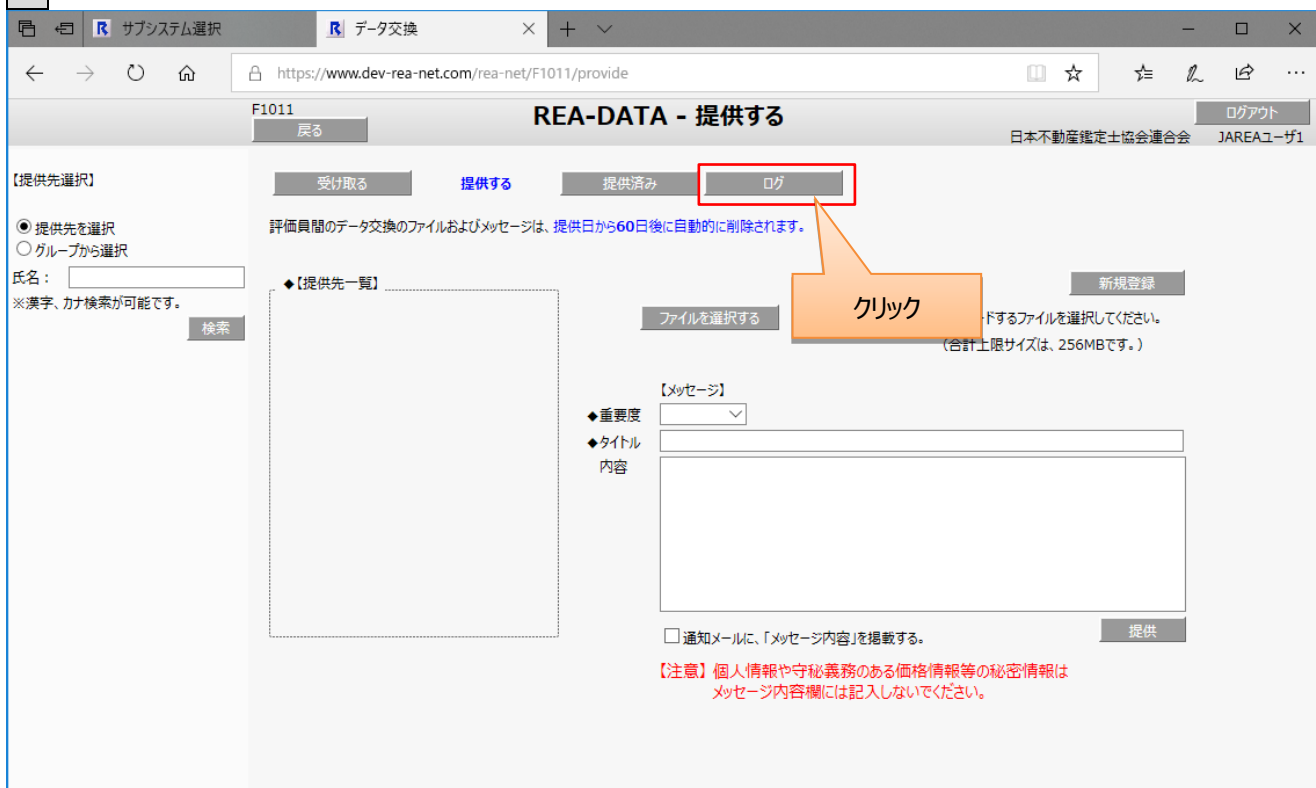 サブシステム選択
データ交換
https://www.dev-rea-net.com/rea-net/F1011/provide
F1011
戻る
REA-DATA - 提供する
ログアウト
日本不動産鑑定士協会連合会 JAREAユーザ1
【提供先選択】
受け取る 提供する 提供済み ログ
提供先を選択
グループから選択
評価員間のデータ交換のファイルおよびメッセージは、提供日から60日後に自動的に削除されます。
氏名：
※漢字、カナ検索が可能です。
検索
◆【提供先一覧】
新規登録
クリック
ファイルを選択する
ドするファイルを選択してください。
（合計上限サイズは、256MBです。）
【メッセージ】
◆重要度
◆タイトル
内容
通知メールに、「メッセージ内容」を掲載する。
提供
【注意】個人情報や守秘義務のある価格情報等の秘密情報は
メッセージ内容欄には記入しないでください。